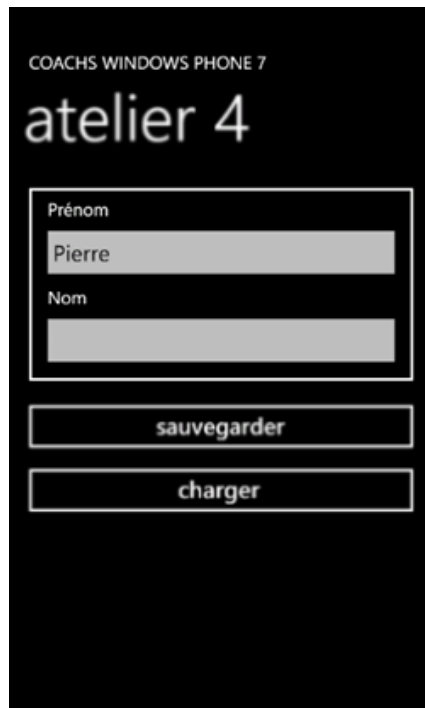 COACHS WINDOWS PHONE 7
atelier 4
Prénom
Pierre
Nom
sauvegarder
charger